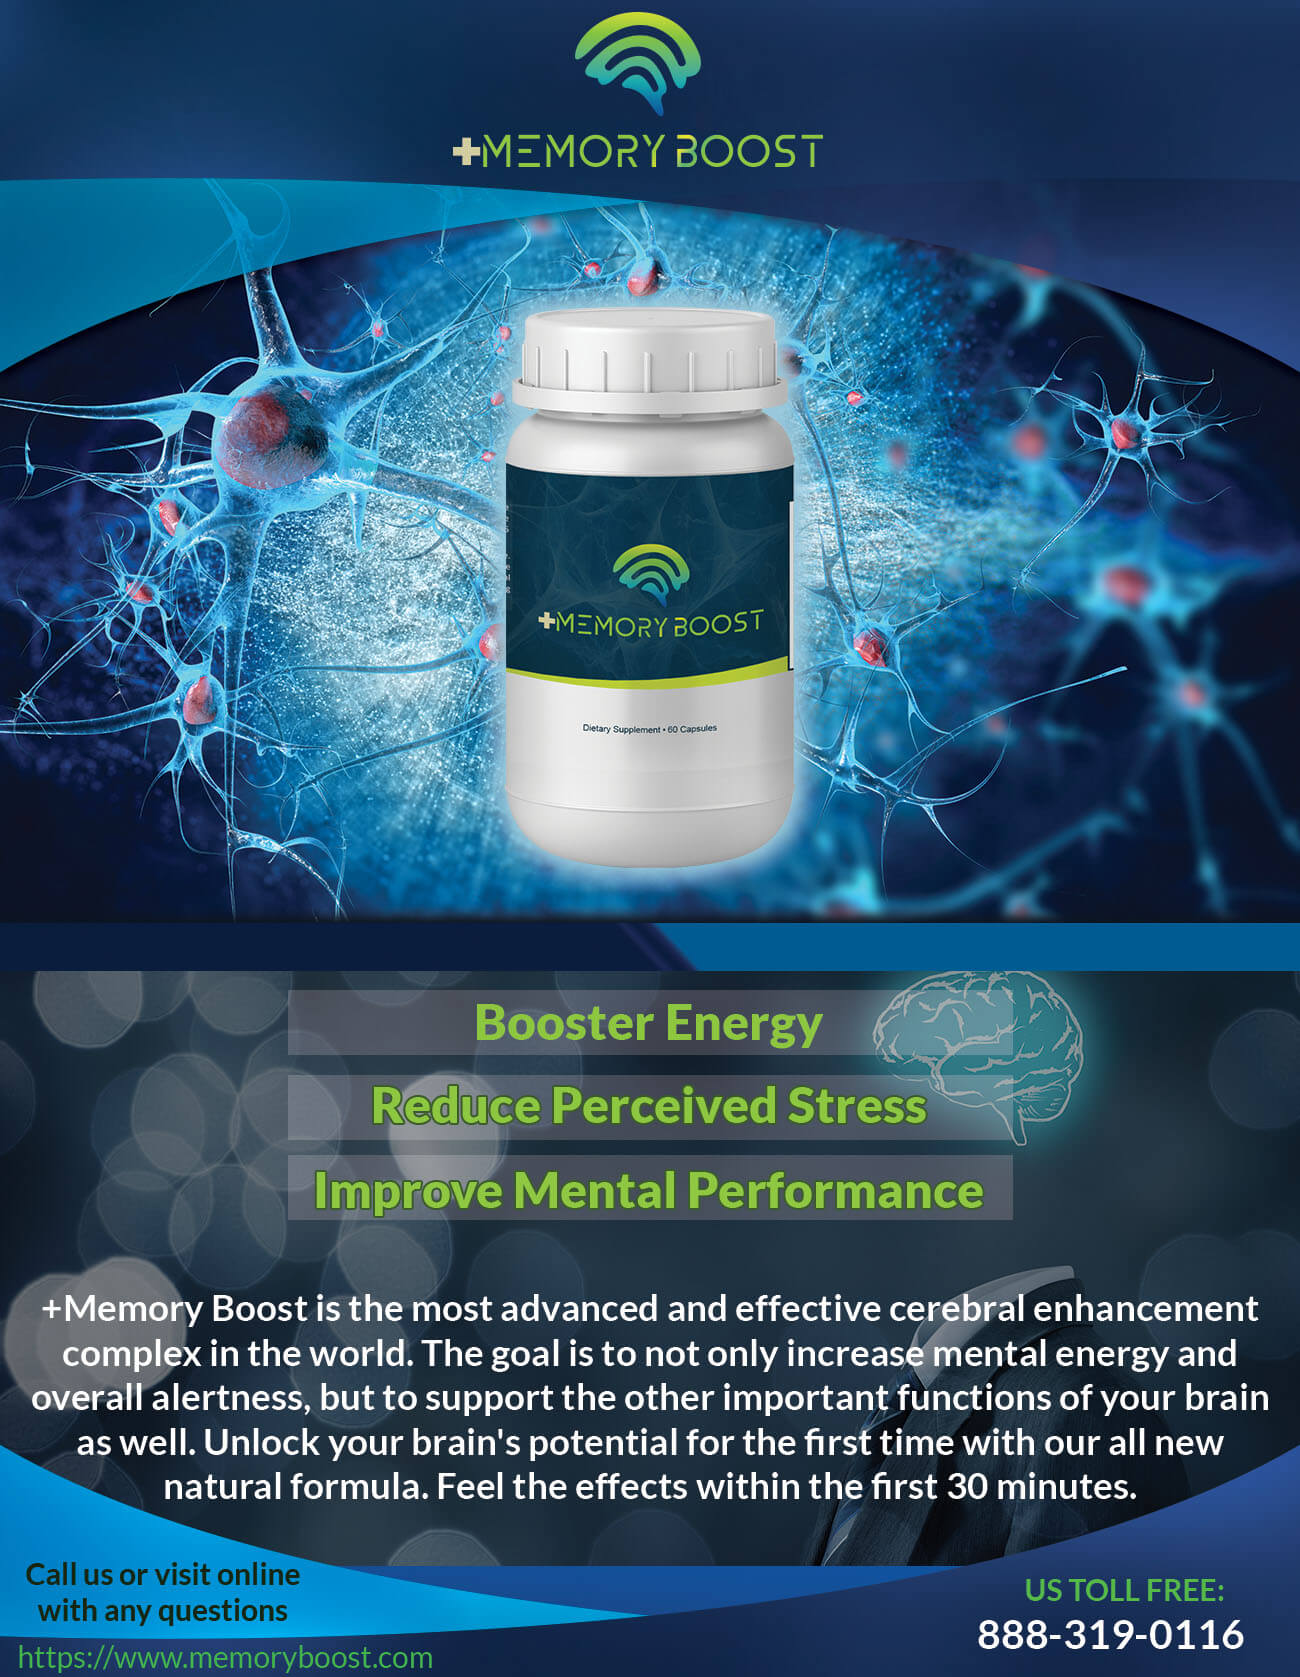 +MEMORY BOOST
+MEMORY BOOST
Dietary Supplement • 60 Capsules
Booster Energy
Reduce Perceived Stress
Improve Mental Performance
+Memory Boost is the most advanced and effective cerebral enhancement
complex in the world. The goal is to not only increase mental energy and
overall alertness, but to support the other important functions of your brain
as well. Unlock your brain's potential for the first time with our all new
natural formula. Feel the effects within the first 30 minutes.
Call us or visit online
with any questions
https://www.memoryboost.com
US TOLL FREE:
888-319-0116